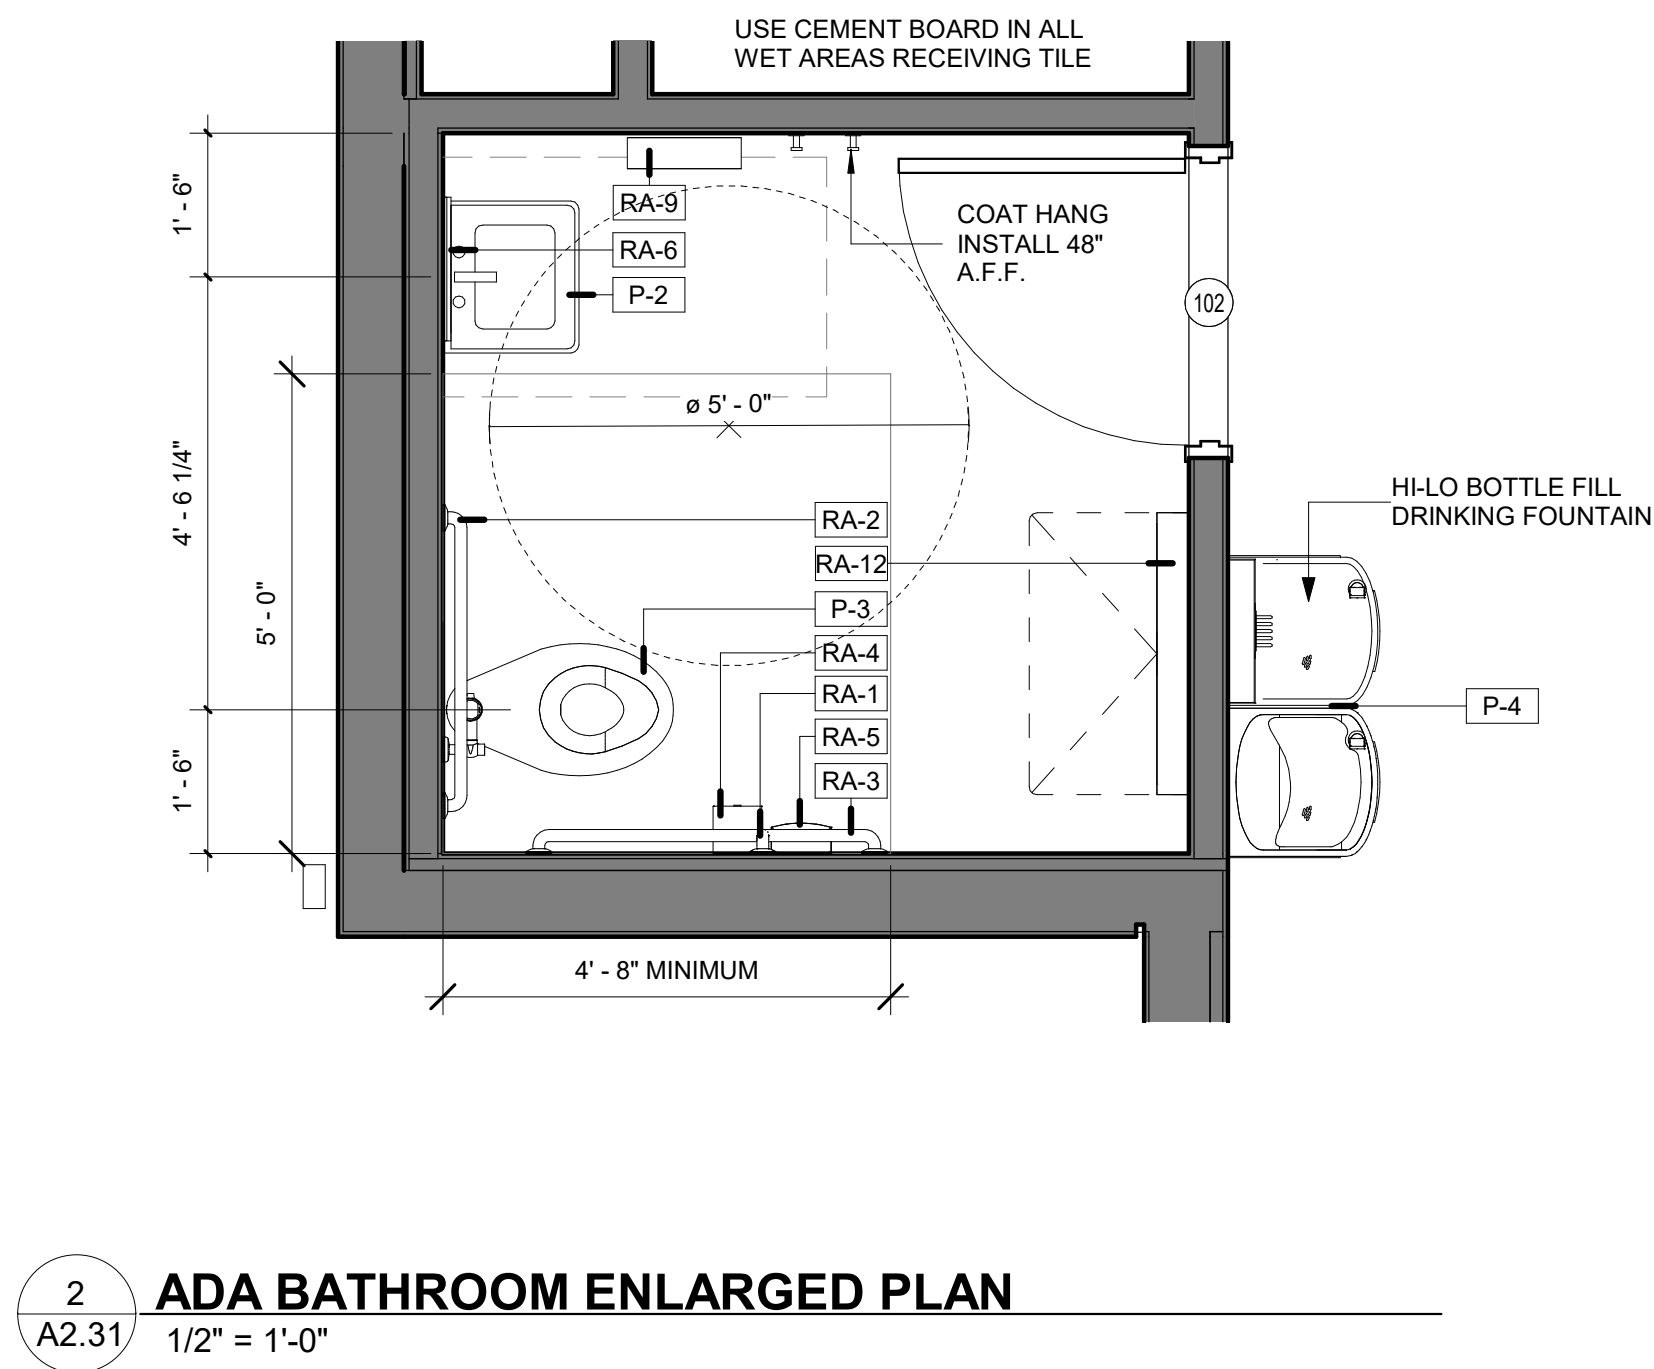 USE CEMENT BOARD IN ALL
WET AREAS RECEIVING TILE
1' - 6"
RA-9
RA-6
P-2
COAT HANG
INSTALL 48"
A.F.F.
102
ø 5' - 0"
4' - 6 1/4"
5' - 0"
HI-LO BOTTLE FILL
DRINKING FOUNTAIN
RA-2
RA-12
P-3
RA-4
RA-1
RA-5
RA-3
P-4
1' - 6"
4' - 8" MINIMUM
2
A2.31
ADA BATHROOM ENLARGED PLAN
1/2" = 1'-0"